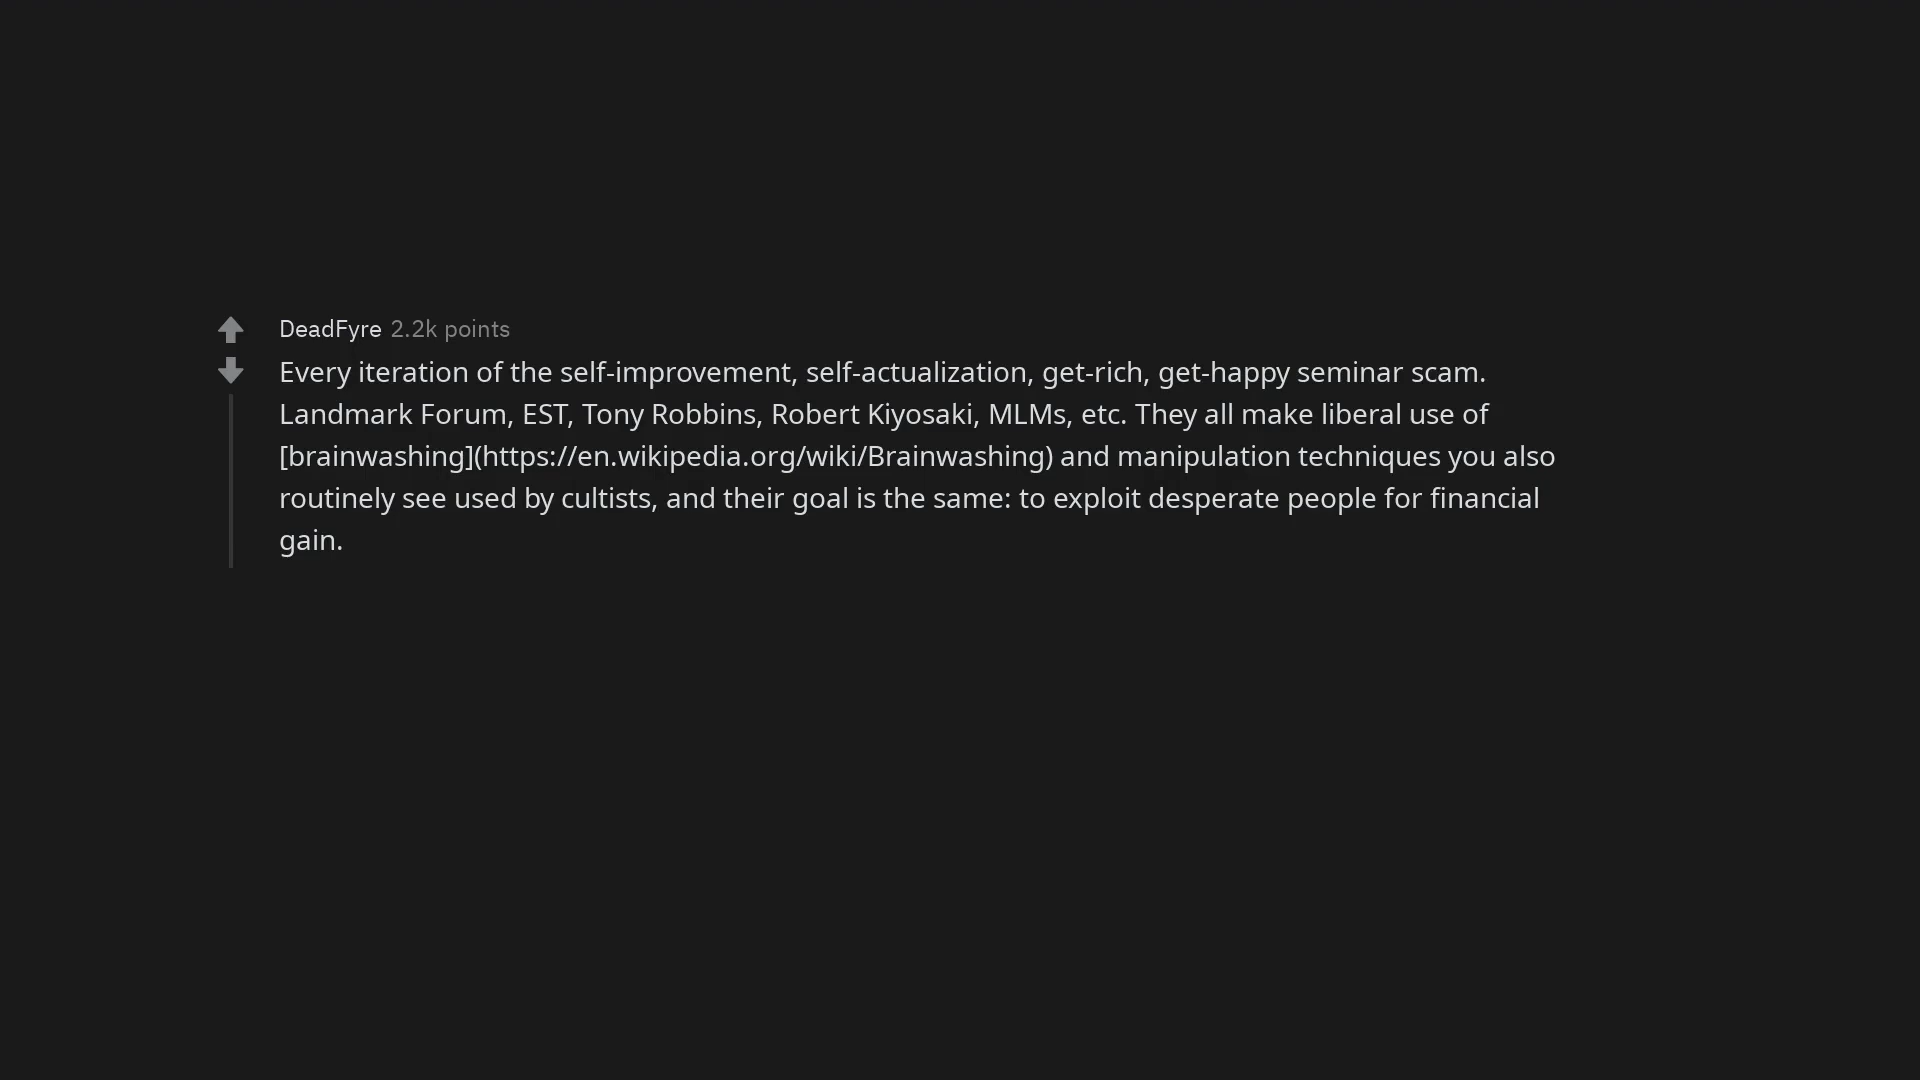 DeadFyre 2.2k points
Every iteration of the self-improvement, self-actualization, get-rich, get-happy seminar scam.
Landmark Forum, EST, Tony Robbins, Robert Kiyosaki, MLMs, etc. They all make liberal use of
[brainwashing](https://en.wikipedia.org/wiki/Brainwashing) and manipulation techniques you also
routinely see used by cultists, and their goal is the same: to exploit desperate people for financial
gain.